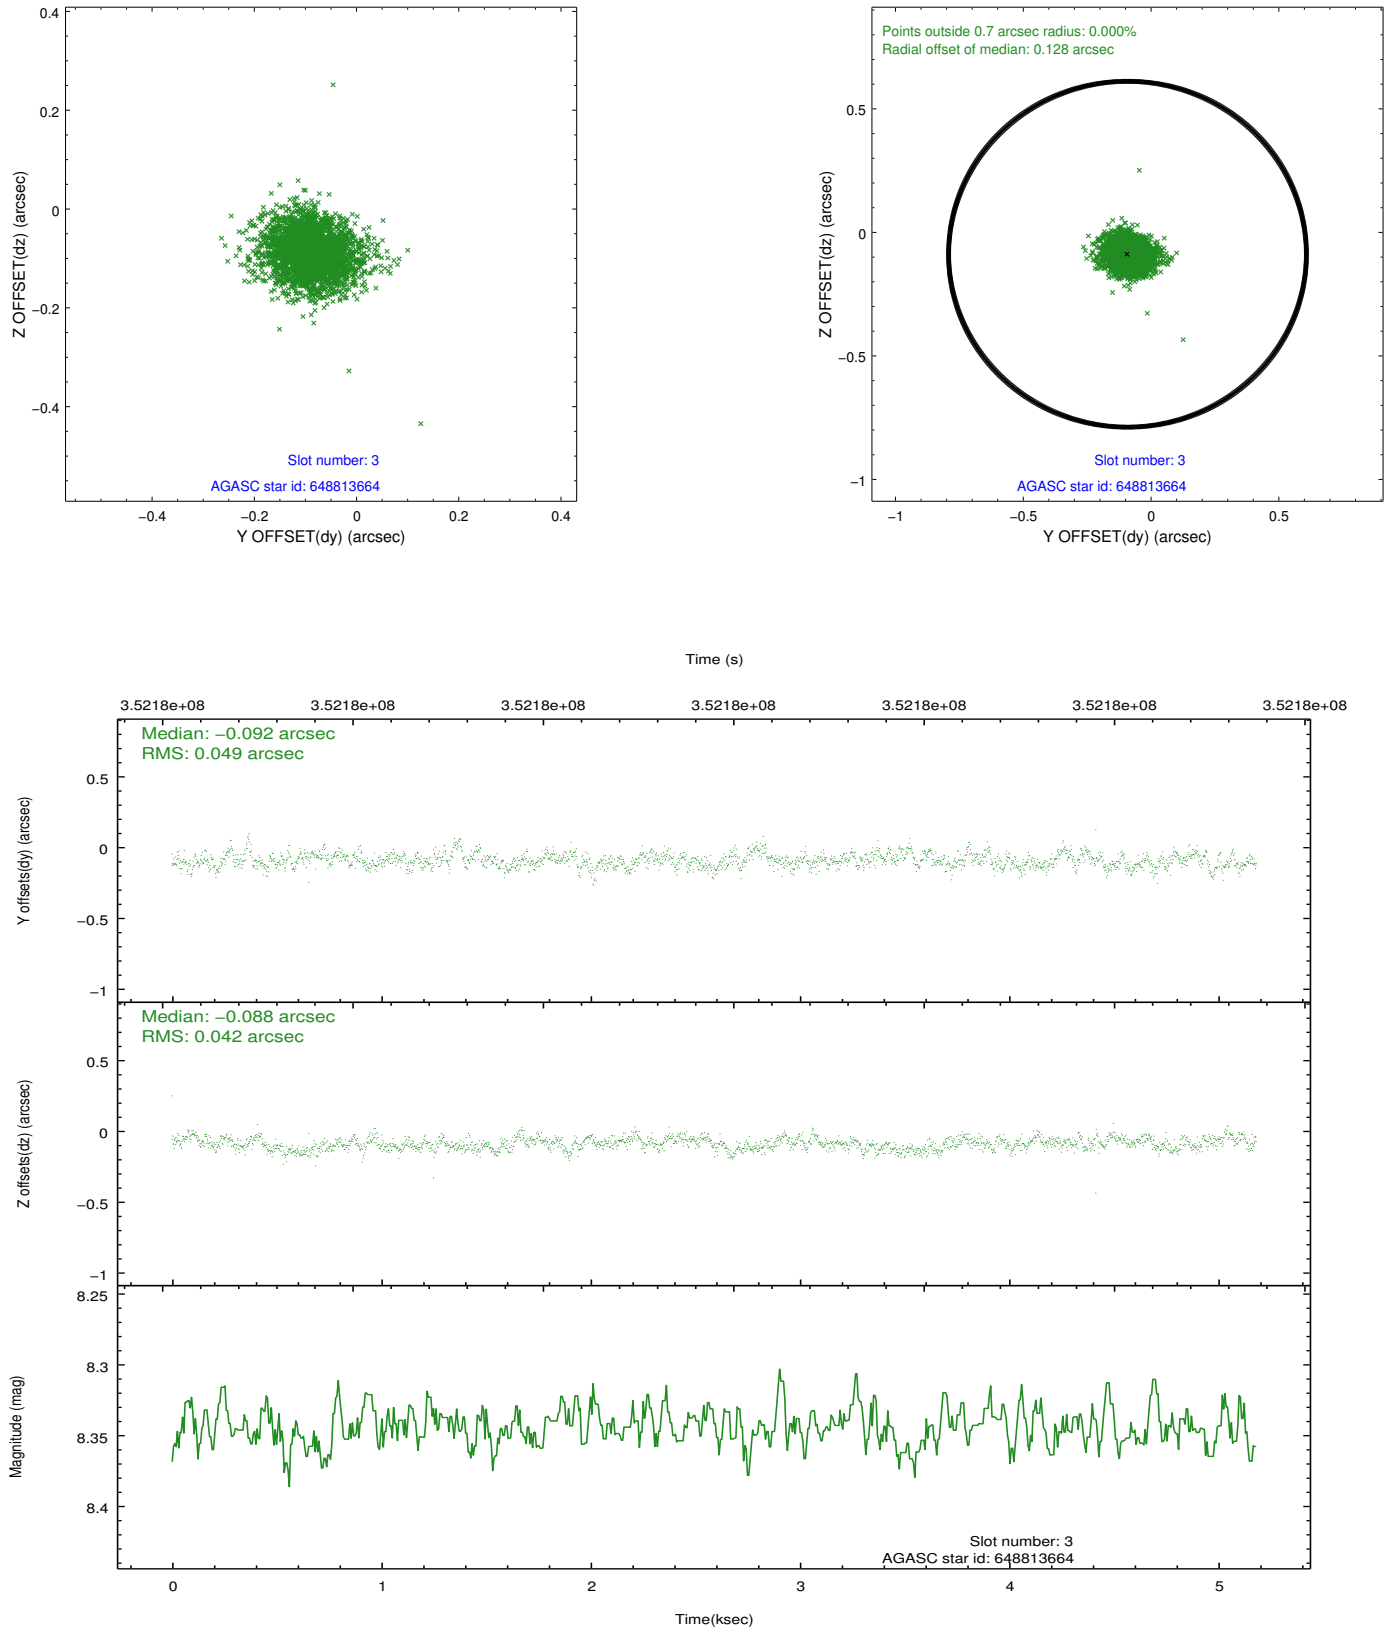 0.4
0.2
0
−0.2
−0.4
Z OFFSET(dz) (arcsec)
Slot number: 3
AGASC star id: 648813664
−0.4 −0.2 0 0.2 0.4
Y OFFSET(dy) (arcsec)
Points outside 0.7 arcsec radius: 0.000%
Radial offset of median: 0.128 arcsec
0.5
0
−0.5
−1
Z OFFSET(dz) (arcsec)
Slot number: 3
AGASC star id: 648813664
−1 −0.5 0 0.5
Y OFFSET(dy) (arcsec)
Time (s)
3.5218e+08 3.5218e+08 3.5218e+08 3.5218e+08 3.5218e+08 3.5218e+08 3.5218e+08
Median: −0.092 arcsec
RMS: 0.049 arcsec
0.5
0
−0.5
−1
Y offsets(dy) (arcsec)
Median: −0.088 arcsec
RMS: 0.042 arcsec
0.5
0
−0.5
−1
Z offsets(dz) (arcsec)
8.25
8.3
8.35
8.4
Magnitude (mag)
Slot number: 3
AGASC star id: 648813664
0 1 2 3 4 5
Time(ksec)